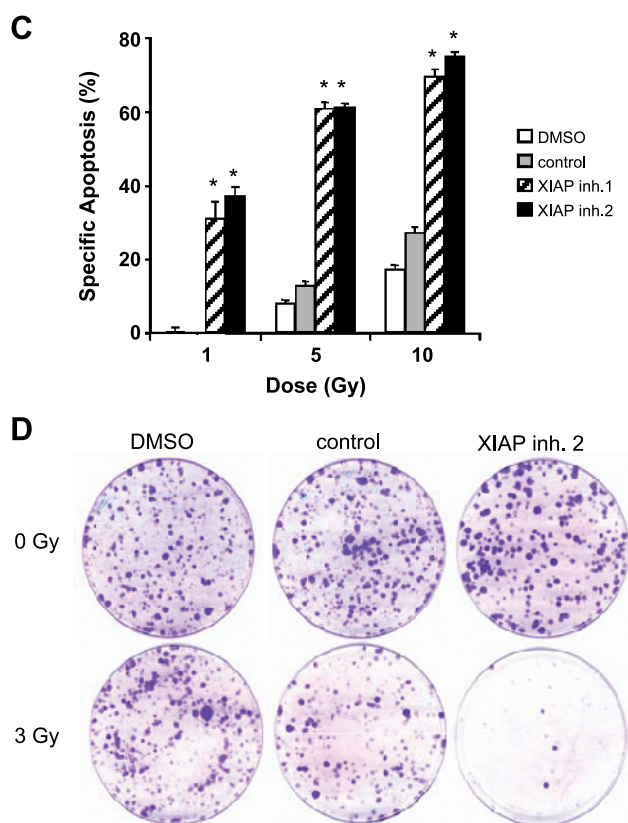 C
Specific Apoptosis (%)
80
60
40
20
0
* *
* *
* *
1 5 10
Dose (Gy)
DMSO
control
XIAP inh.1
XIAP inh.2
D
DMSO control XIAP inh. 2
0 Gy
3 Gy